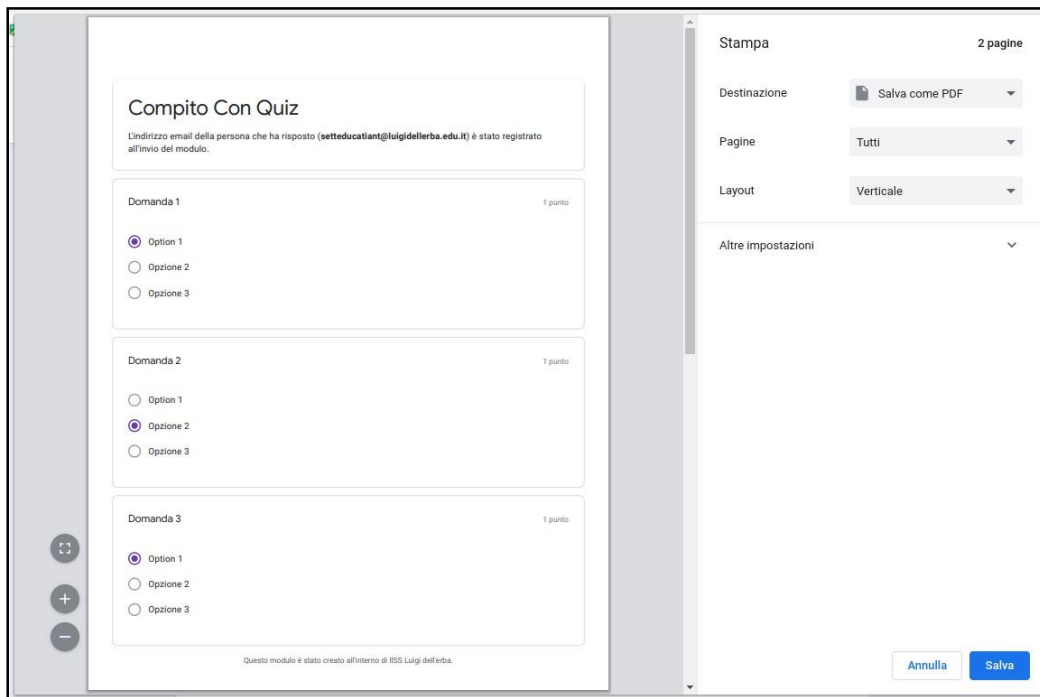 Compito Con Quiz
L'indirizzo email della persona che ha risposto (setteducatiant@luigidellerba.edu.it) è stato registrato
all'invio del modulo.
Domanda 1 1 punto
Option 1
Opzione 2
Opzione 3
Domanda 2 1 punto
Option 1
Opzione 2
Opzione 3
Domanda 3 1 punto
Option 1
Opzione 2
Opzione 3
Questo modulo è stato creato all'interno di IISS Luigi dell'erba.
Stampa 2 pagine
Destinazione Salva come PDF
Pagine Tutti
Layout Verticale
Altre impostazioni
Annulla Salva